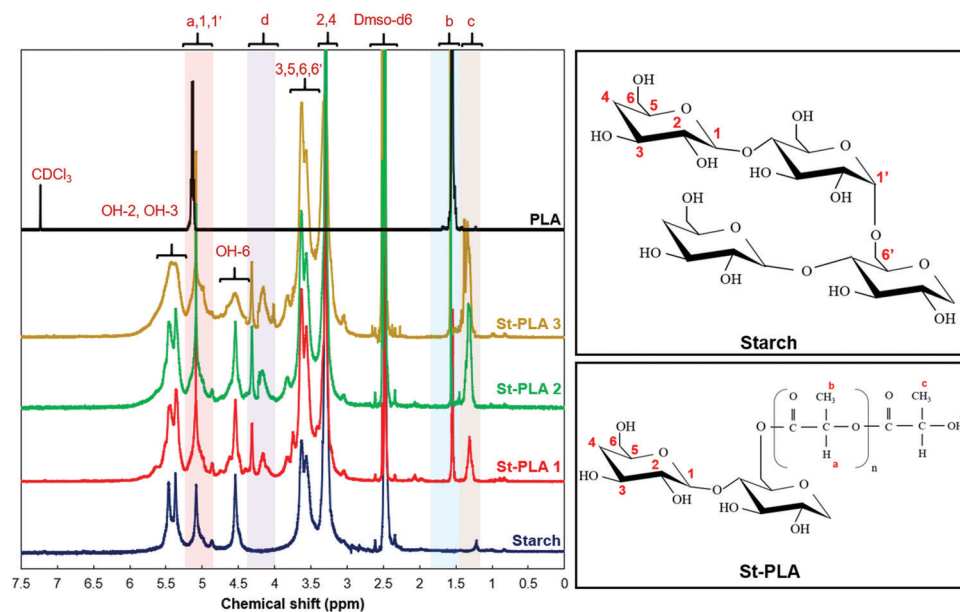 a,1,1'
d
2,4
Dmso-d6
b
c
3,5,6,6'
CDCl3
OH-2, OH-3
OH-6
PLA
St-PLA 3
St-PLA 2
St-PLA 1
Starch
7.5 7 6.5 6 5.5 5 4.5 4 3.5 3 2.5 2 1.5 1 0.5 0
Chemical shift (ppm)
OH
6
4
5
O
HO
2
3
OH
1
O
OH
O
HO
OH
1'
O
6'
OH
O
HO
OH
O
O
HO
OH
Starch
b
c
CH3
CH3
O
O
O
C
C
O
C
C
OH
H
H
a
n
OH
6
4
5
O
HO
2
3
OH
1
O
O
HO
OH
St-PLA